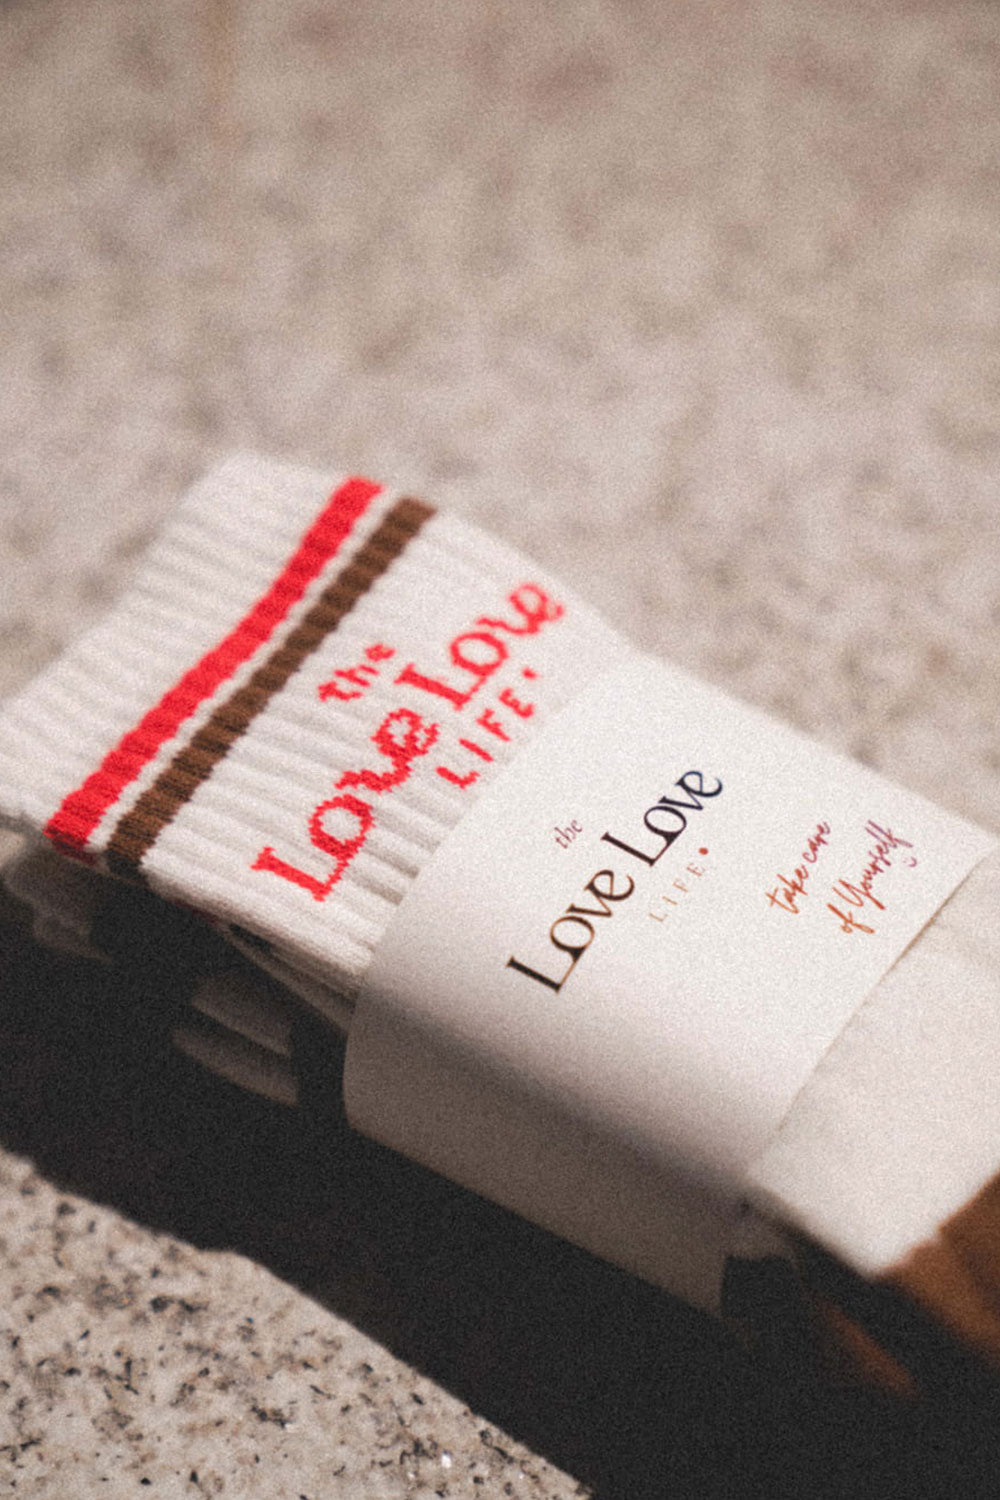 the
Love Love
LIFE.
the
Love Love
LIFE.
take care
of Yourself